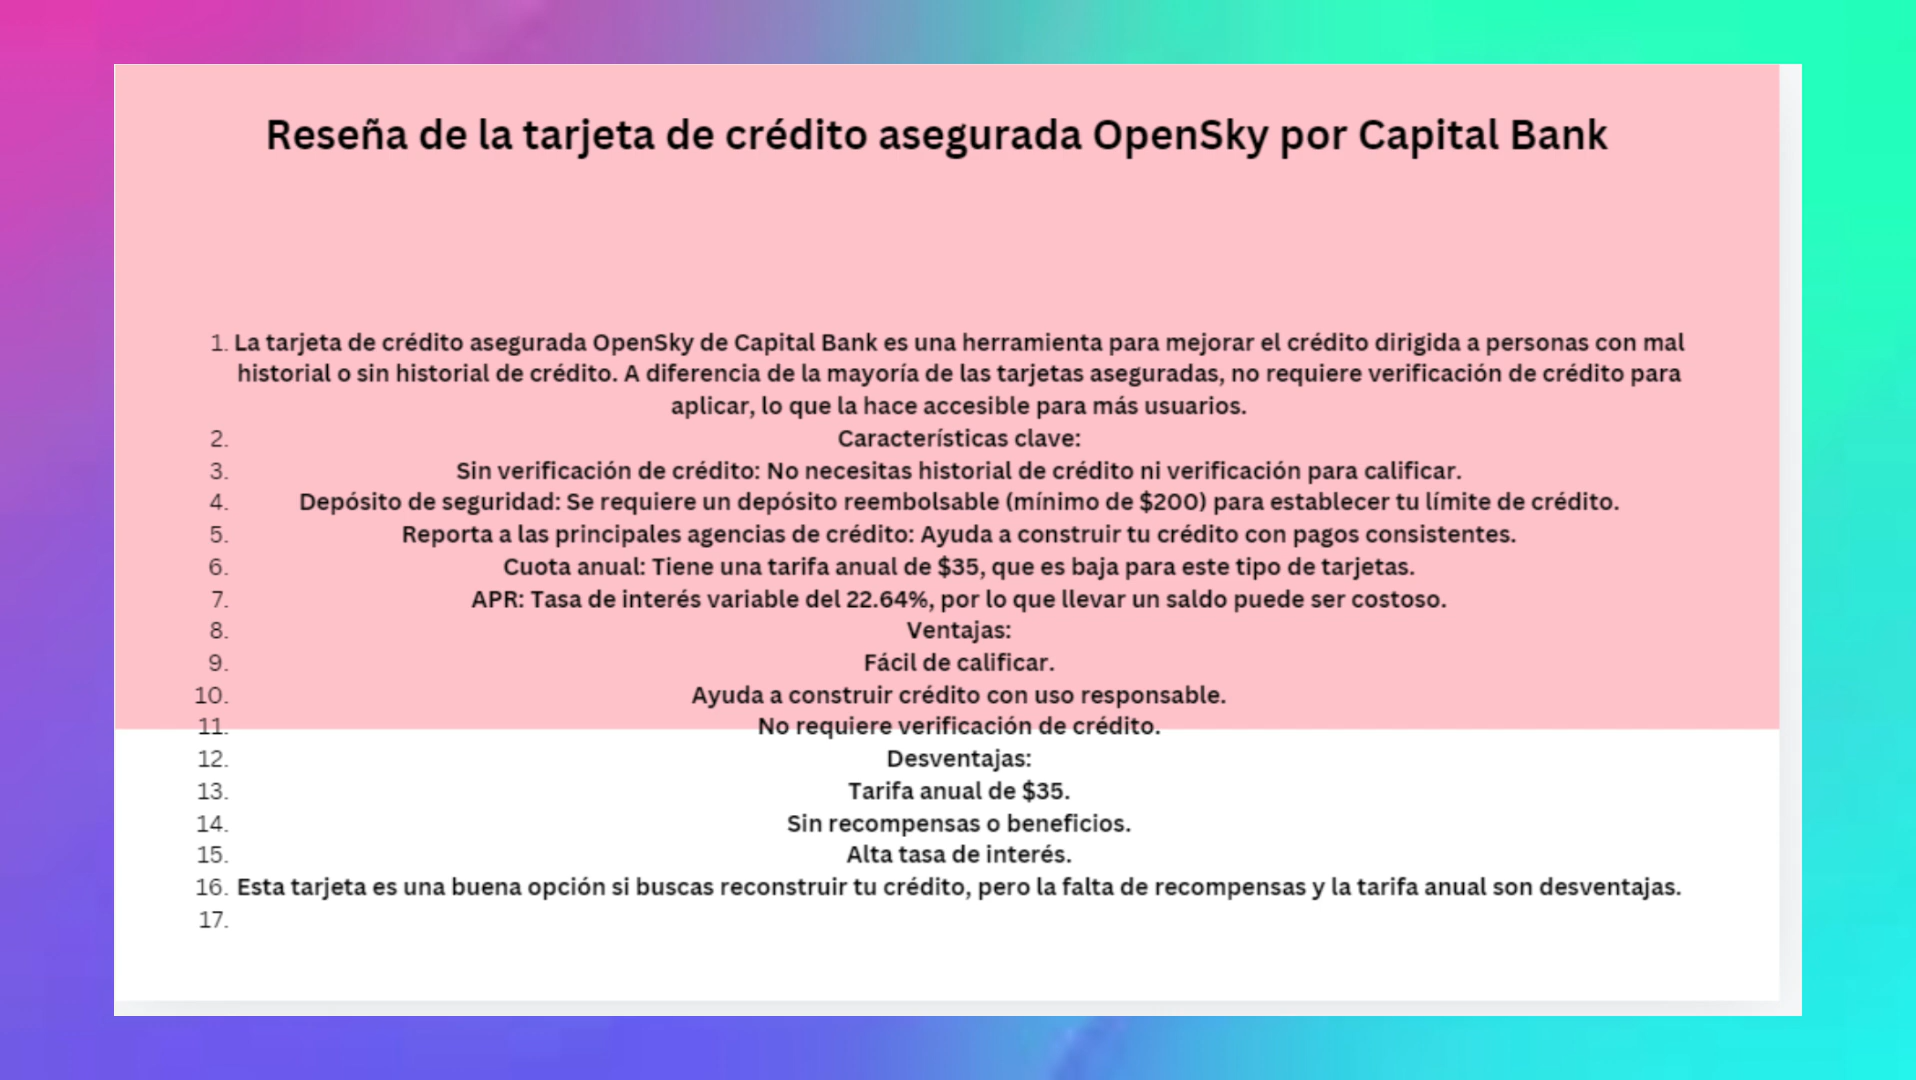 Reseña de la tarjeta de crédito asegurada OpenSky por Capital Bank
1. La tarjeta de crédito asegurada OpenSky de Capital Bank es una herramienta para mejorar el crédito dirigida a personas con mal
historial o sin historial de crédito. A diferencia de la mayoría de las tarjetas aseguradas, no requiere verificación de crédito para
aplicar, lo que la hace accesible para más usuarios.
2. Características clave:
3. Sin verificación de crédito: No necesitas historial de crédito ni verificación para calificar.
4. Depósito de seguridad: Se requiere un depósito reembolsable (mínimo de $200) para establecer tu límite de crédito.
5. Reporta a las principales agencias de crédito: Ayuda a construir tu crédito con pagos consistentes.
6. Cuota anual: Tiene una tarifa anual de $35, que es baja para este tipo de tarjetas.
7. APR: Tasa de interés variable del 22.64%, por lo que llevar un saldo puede ser costoso.
8. Ventajas:
9. Fácil de calificar.
10. Ayuda a construir crédito con uso responsable.
11. No requiere verificación de crédito.
12. Desventajas:
13. Tarifa anual de $35.
14. Sin recompensas o beneficios.
15. Alta tasa de interés.
16. Esta tarjeta es una buena opción si buscas reconstruir tu crédito, pero la falta de recompensas y la tarifa anual son desventajas.
17.